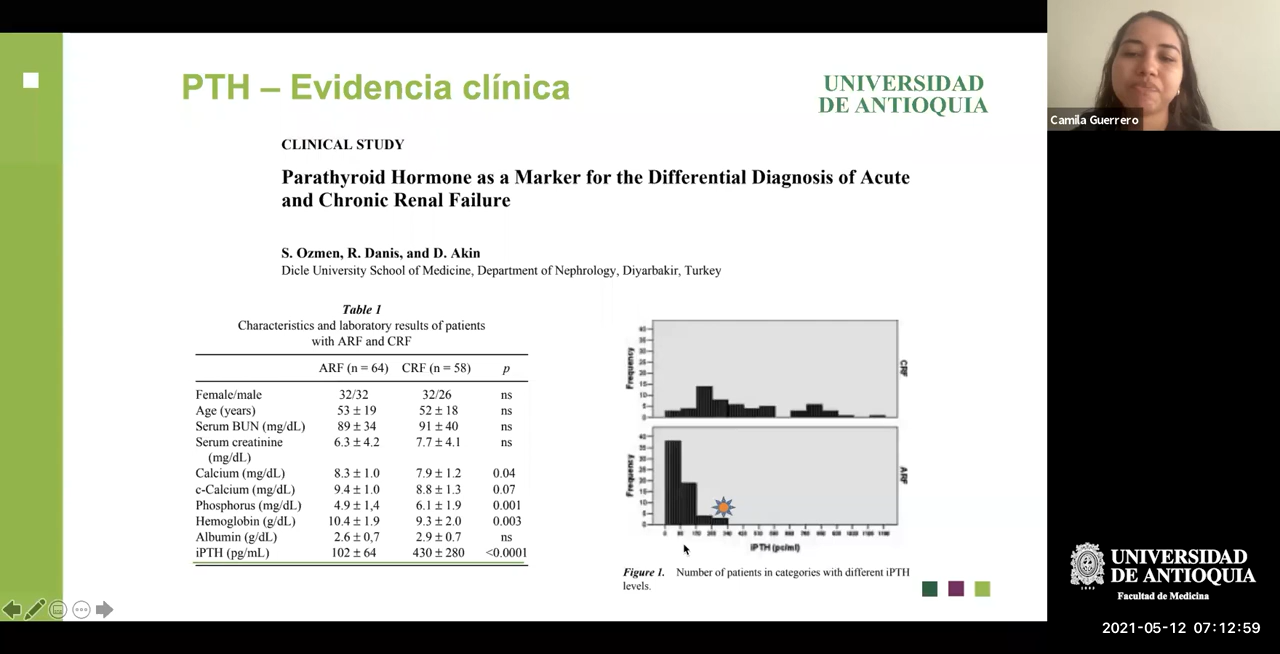 PTH – Evidencia clínica
UNIVERSIDAD
DE ANTIOQUIA
CLINICAL STUDY
Parathyroid Hormone as a Marker for the Differential Diagnosis of Acute
and Chronic Renal Failure
S. Ozmen, R. Danis, and D. Akin
Dicle University School of Medicine, Department of Nephrology, Diyarbakir, Turkey
Table 1
Characteristics and laboratory results of patients
with ARF and CRF
ARF (n = 64) CRF (n = 58) p
Female/male 32/32 32/26 ns
Age (years) 53 ± 19 52 ± 18 ns
Serum BUN (mg/dL) 89 ± 34 91 ± 40 ns
Serum creatinine 6.3 ± 4.2 7.7 ± 4.1 ns
(mg/dL)
Calcium (mg/dL) 8.3 ± 1.0 7.9 ± 1.2 0.04
c-Calcium (mg/dL) 9.4 ± 1.0 8.8 ± 1.3 0.07
Phosphorus (mg/dL) 4.9 ± 1,4 6.1 ± 1.9 0.001
Hemoglobin (g/dL) 10.4 ± 1.9 9.3 ± 2.0 0.003
Albumin (g/dL) 2.6 ± 0,7 2.9 ± 0.7 ns
iPTH (pg/mL) 102 ± 64 430 ± 280 <0.0001
Frequency
CRF
Frequency
ARF
Figure 1. Number of patients in categories with different iPTH
levels.
Camila Guerrero
UNIVERSIDAD
DE ANTIOQUIA
Facultad de Medicina
2021-05-12 07:12:59